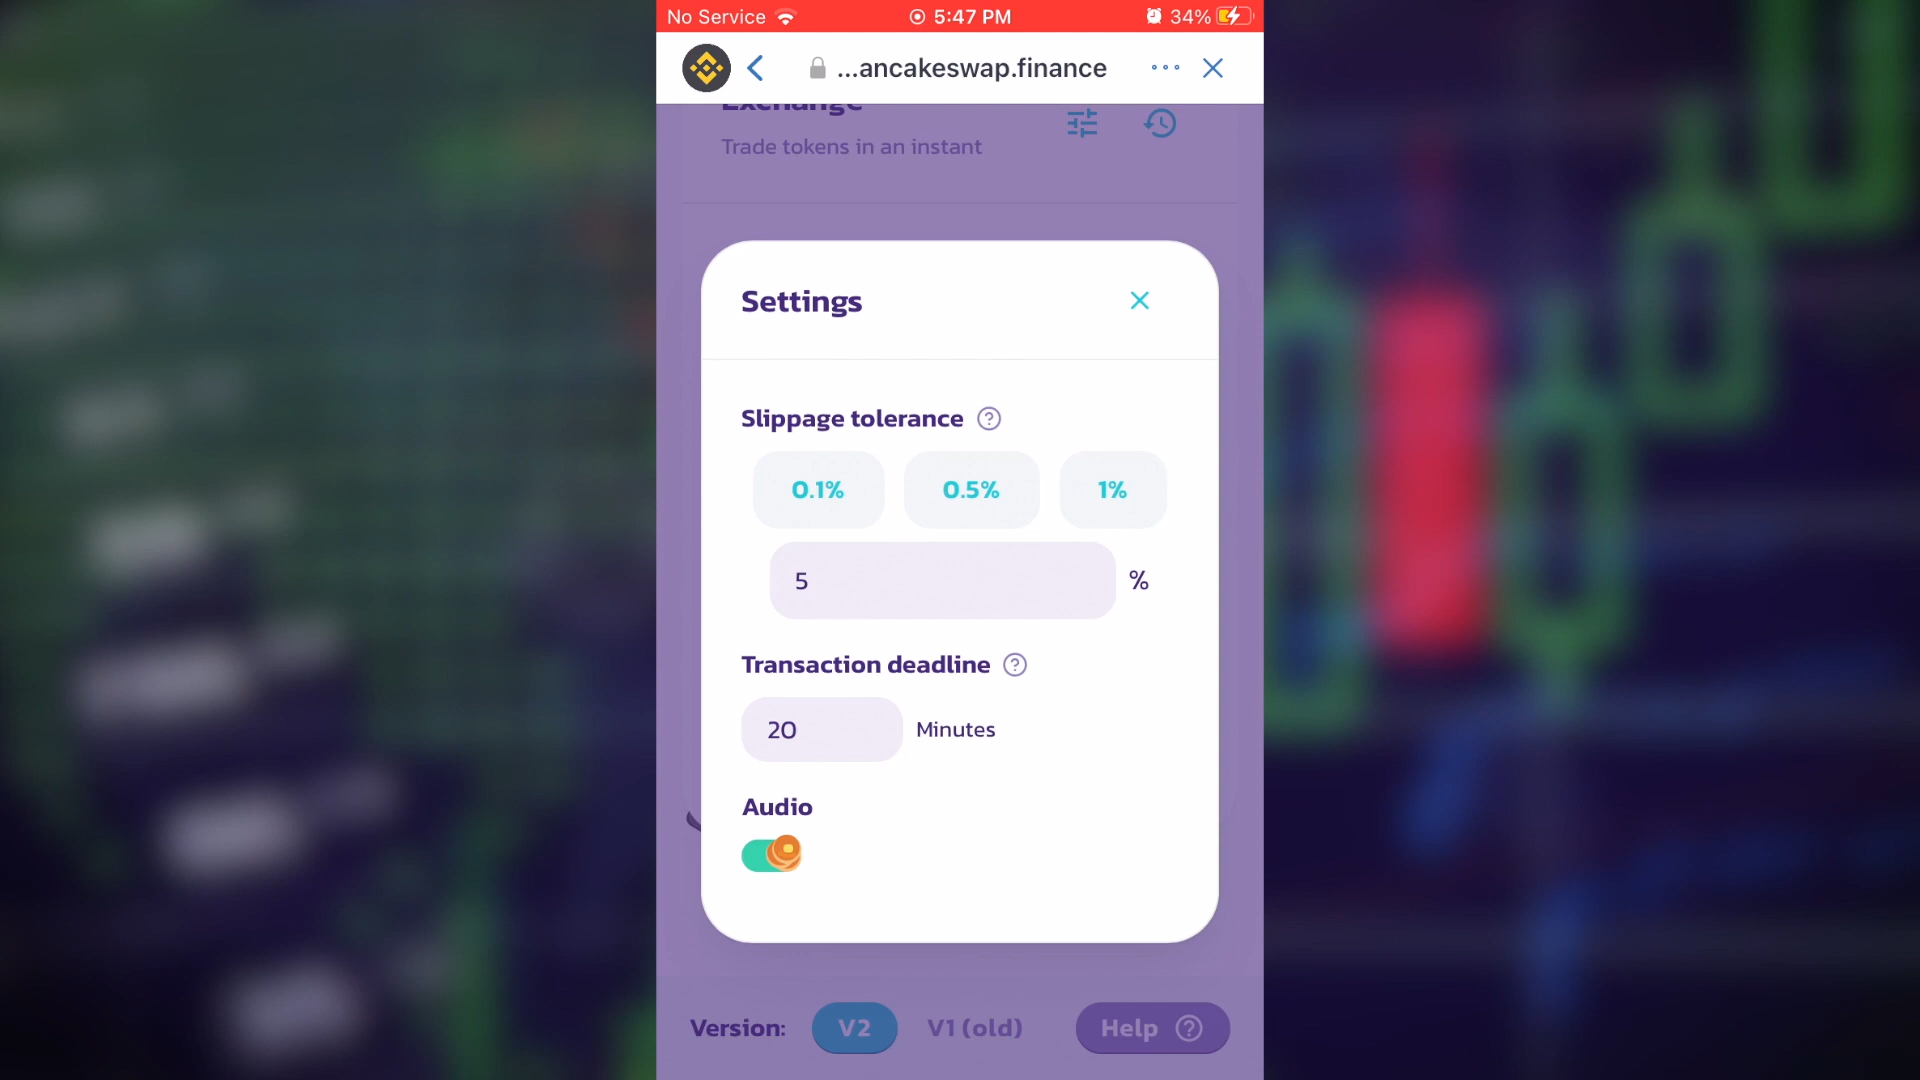 No Service 5:47 PM 34%
...ancakeswap.finance
Exchange
Trade tokens in an instant
Settings
Slippage tolerance ?
0.1% 0.5% 1%
5 %
Transaction deadline ?
20 Minutes
Audio
Version: V2 V1 (old) Help ?